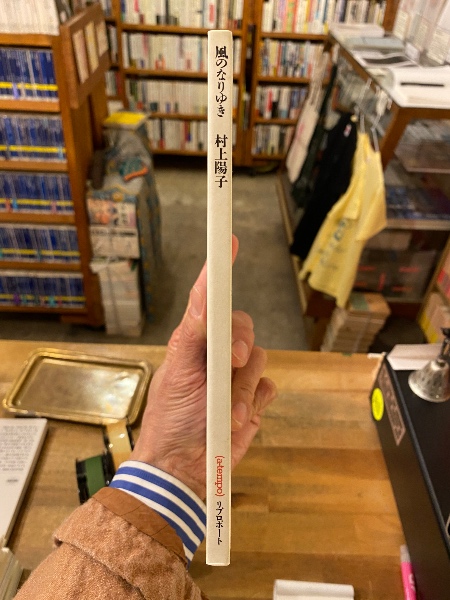 風のなりゆき
村上陽子
(a·tempo)
リブロポート